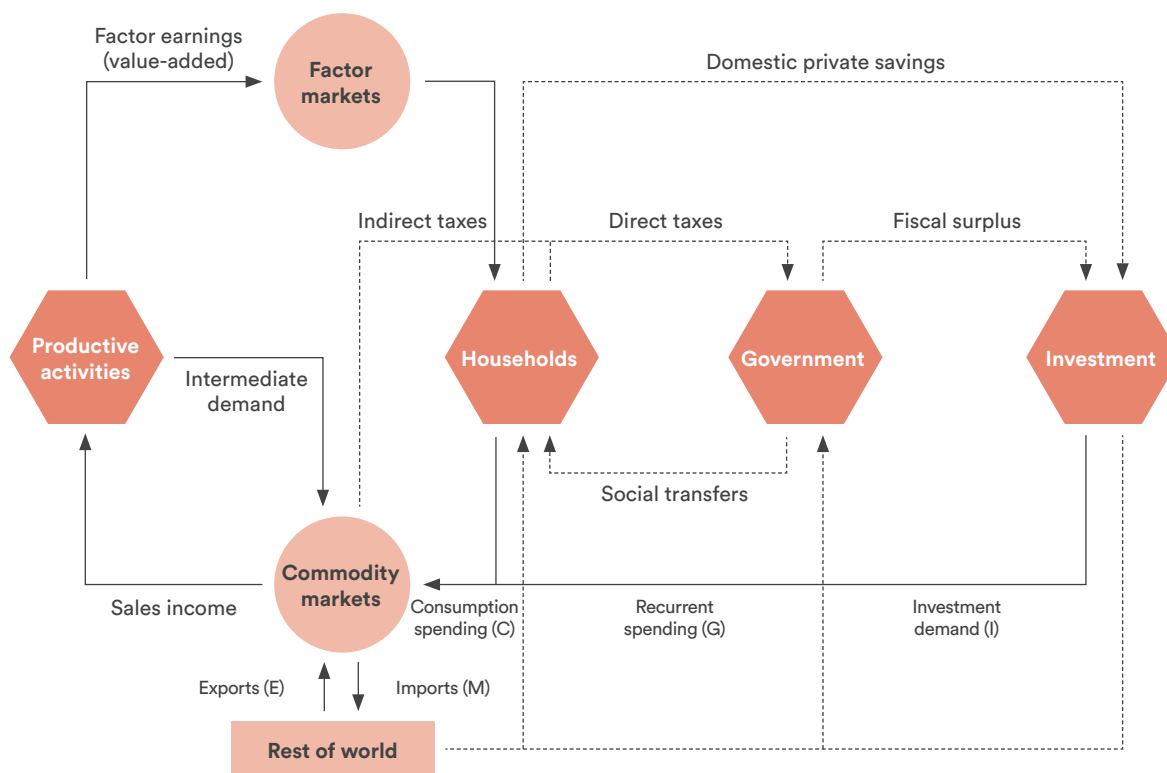 Factor earnings
(value-added)
Factor
markets
Domestic private savings
Indirect taxes
Direct taxes
Fiscal surplus
Productive
activities
Households
Government
Investment
Intermediate
demand
Social transfers
Commodity
markets
Sales income
Consumption
spending (C)
Recurrent
spending (G)
Investment
demand (I)
Exports (E)
Imports (M)
Rest of world